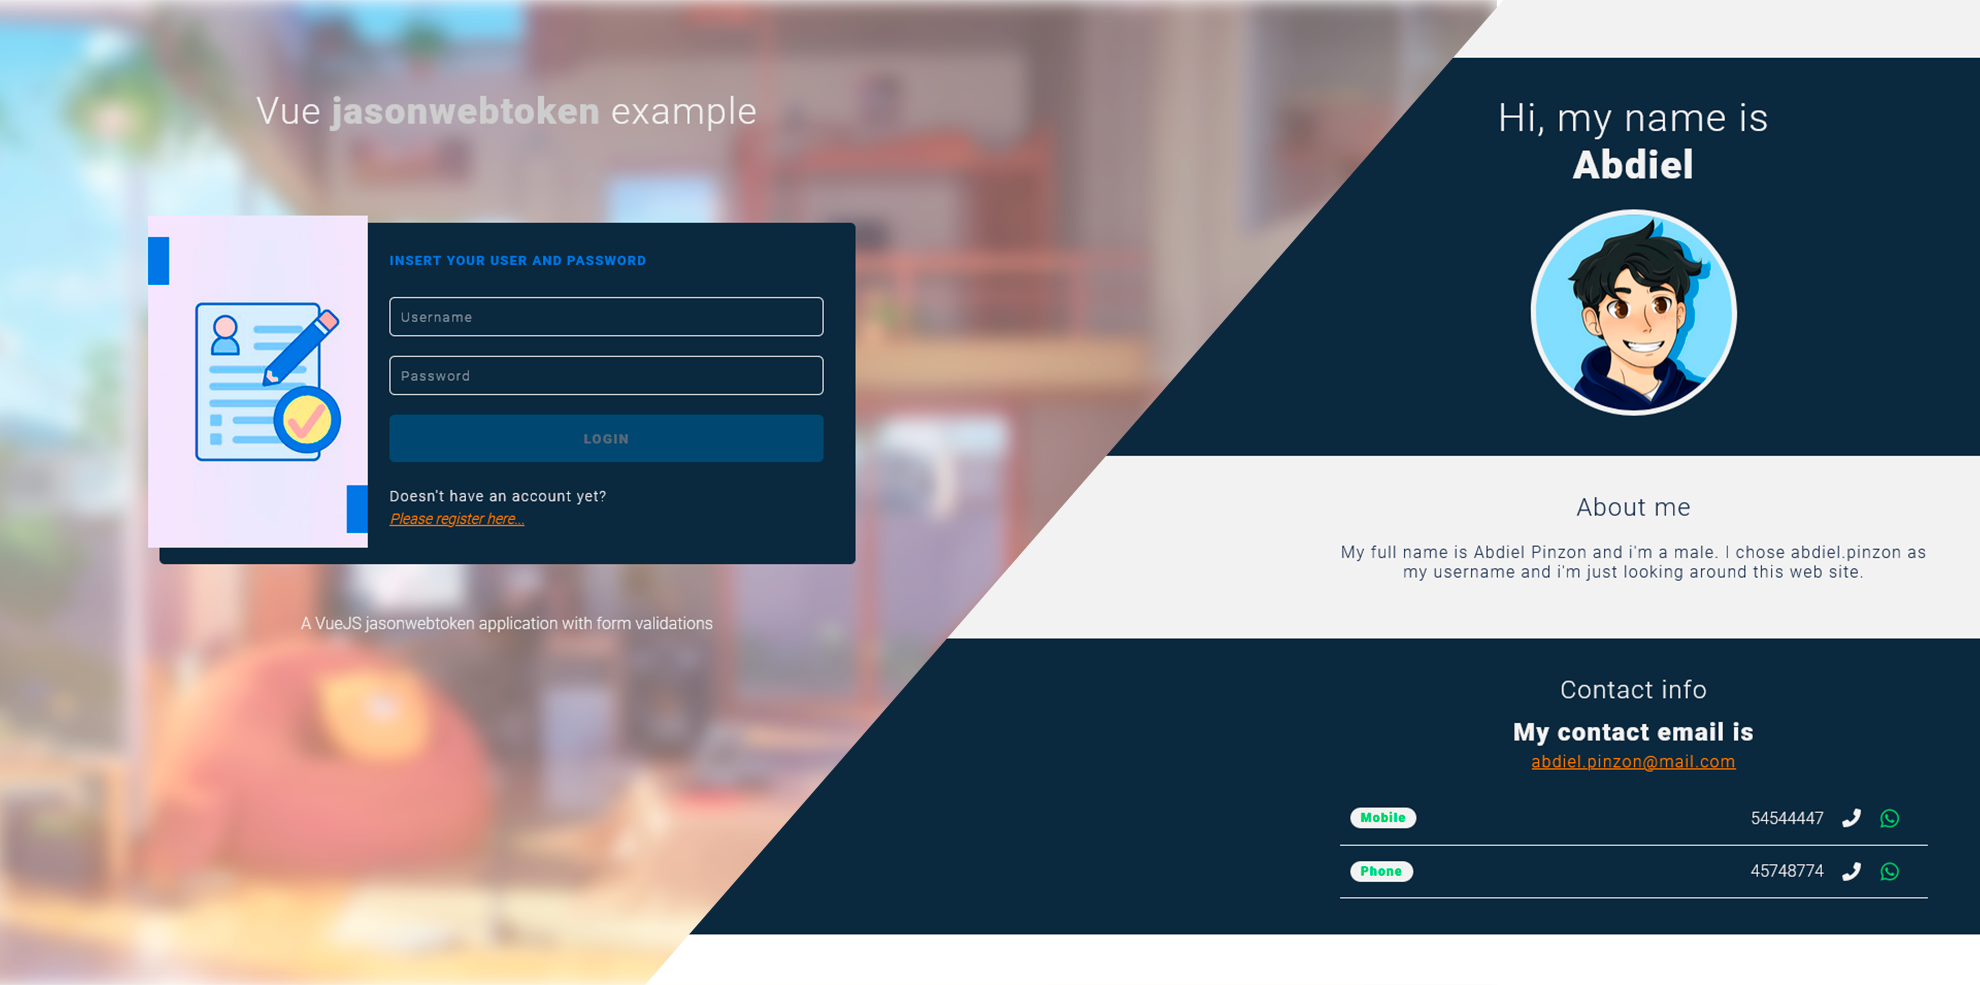 Vue jasonwebtoken example
INSERT YOUR USER AND PASSWORD
Username
Password
LOGIN
Doesn't have an account yet?
Please register here...
A VueJS jasonwebtoken application with form validations
Hi, my name is
Abdiel
About me
My full name is Abdiel Pinzon and i'm a male. I chose abdiel.pinzon as
my username and i'm just looking around this web site.
Contact info
My contact email is
abdiel.pinzon@mail.com
Mobile 54544447
Phone 45748774